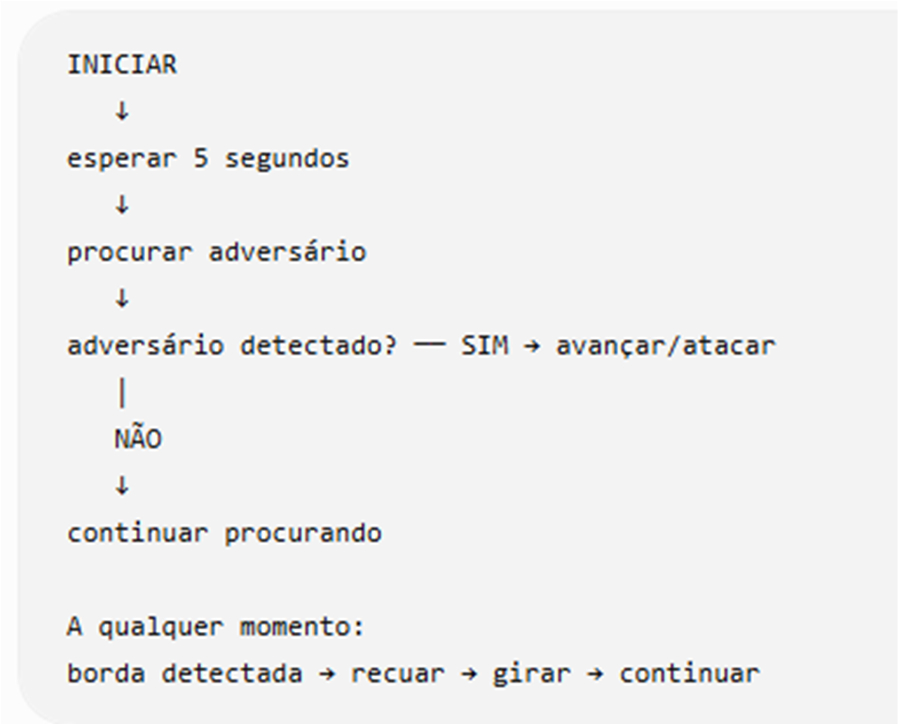 INICIAR
↓
esperar 5 segundos
↓
procurar adversário
↓
adversário detectado? ── SIM → avançar/atacar
│
NÃO
↓
continuar procurando
A qualquer momento:
borda detectada → recuar → girar → continuar